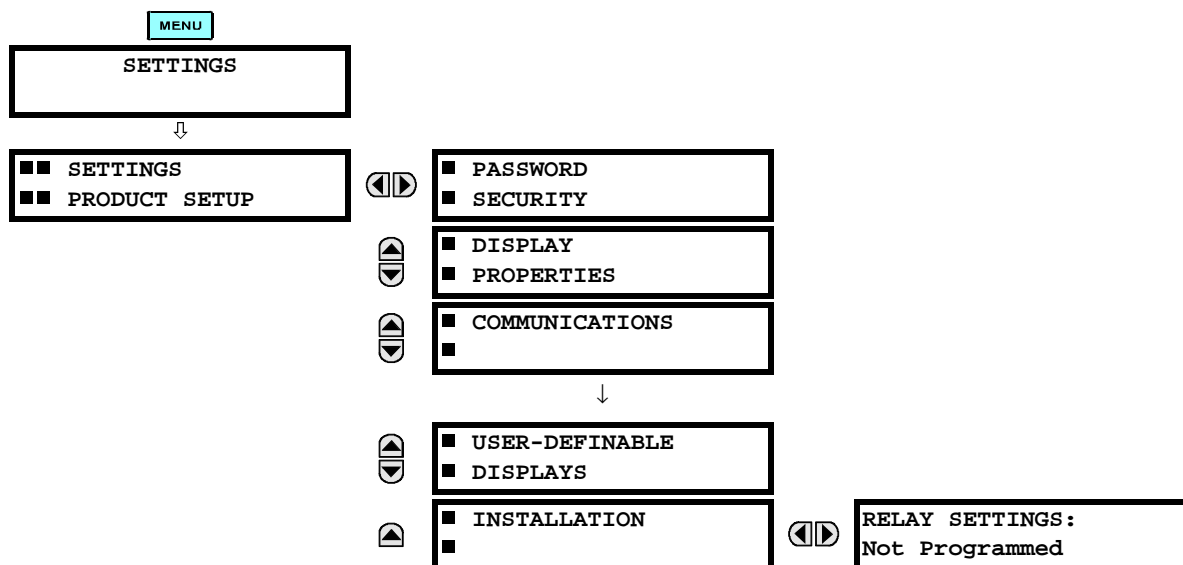 MENU
SETTINGS
SETTINGS
PRODUCT SETUP
PASSWORD
SECURITY
DISPLAY
PROPERTIES
COMMUNICATIONS
USER-DEFINABLE
DISPLAYS
INSTALLATION
RELAY SETTINGS:
Not Programmed